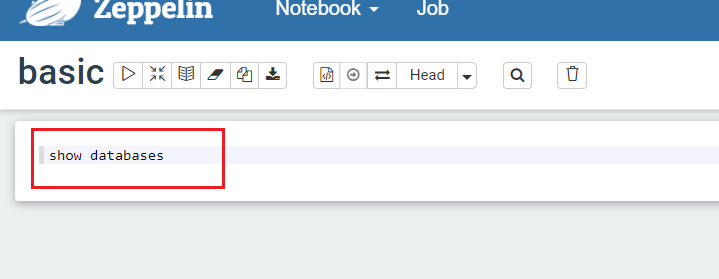 Zeppelin Notebook Job
basic Head
show databases